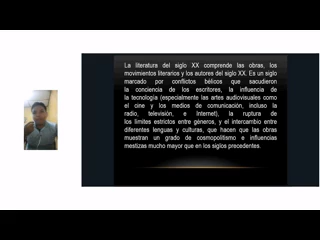 La literatura del siglo XX comprende las obras, los
movimientos literarios y los autores del siglo XX. Es un siglo
marcado por conflictos bélicos que sacudieron
la conciencia de los escritores, la influencia de
la tecnología (especialmente las artes audiovisuales como
el cine y los medios de comunicación, incluso la
radio, televisión, e Internet), la ruptura de
los límites estrictos entre géneros, y el intercambio entre
diferentes lenguas y culturas, que hacen que las obras
muestran un grado de cosmopolitismo e influencias
mestizas mucho mayor que en los siglos precedentes.